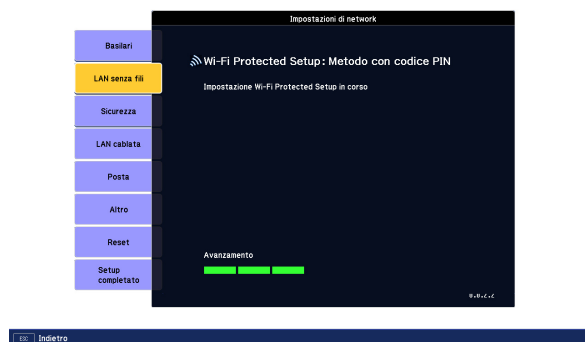 Impostazioni di network
Basilari
LAN senza fili
Sicurezza
LAN cablata
Posta
Altro
Reset
Setup completato
Wi-Fi Protected Setup: Metodo con codice PIN
Impostazione Wi-Fi Protected Setup in corso
Avanzamento
Indietro